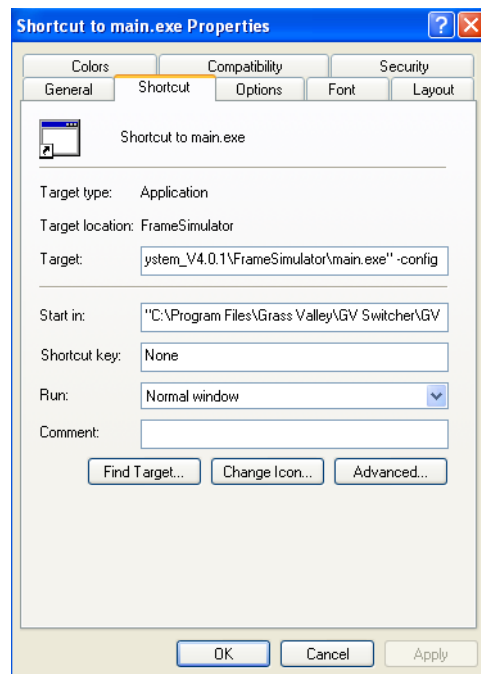 Shortcut to main.exe Properties
Colors Compatibility Security
General Shortcut Options Font Layout
Shortcut to main.exe
Target type: Application
Target location: FrameSimulator
Target: ystem_V4.0.1\FrameSimulator\main.exe" -config
Start in: "C:\Program Files\Grass Valley\GV Switcher\GV
Shortcut key: None
Run: Normal window
Comment:
Find Target... Change Icon... Advanced...
OK Cancel Apply